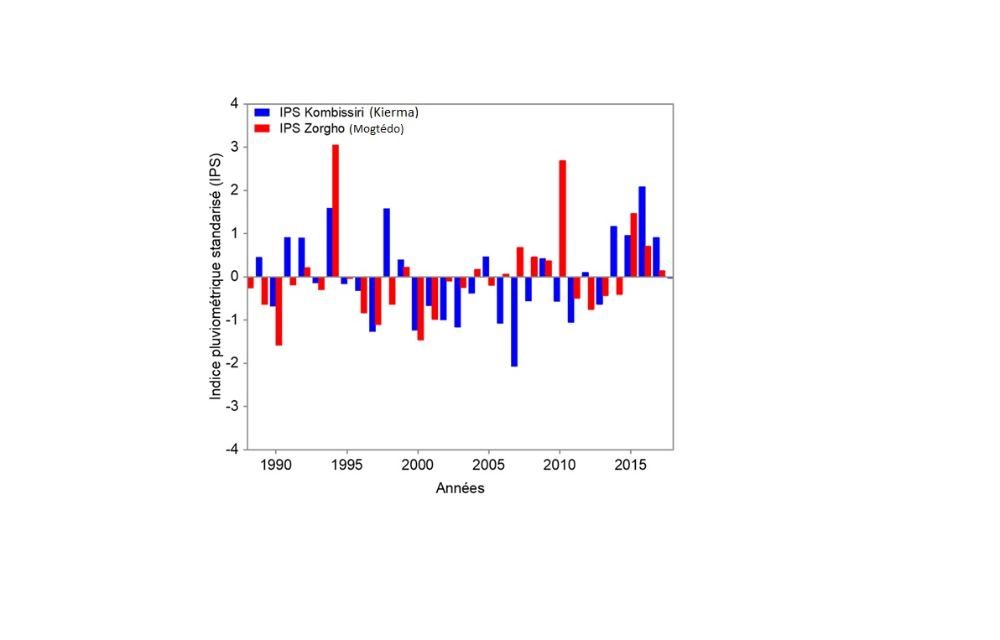 IPS Kombissiri (Kierma)
IPS Zorgho (Mogtédo)
Indice pluviométrique standarisé (IPS)
4
3
2
1
0
-1
-2
-3
-4
1990 1995 2000 2005 2010 2015
Années